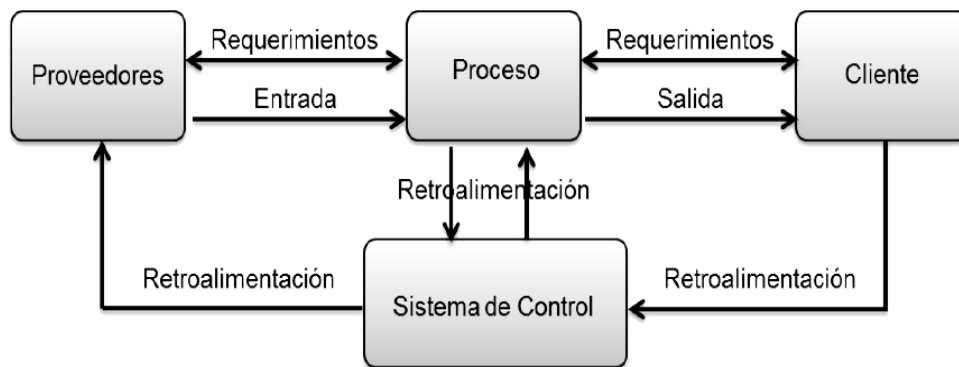 Requerimientos
Requerimientos
Proveedores
Proceso
Cliente
Entrada
Salida
Retroalimentación
Retroalimentación
Retroalimentación
Sistema de Control